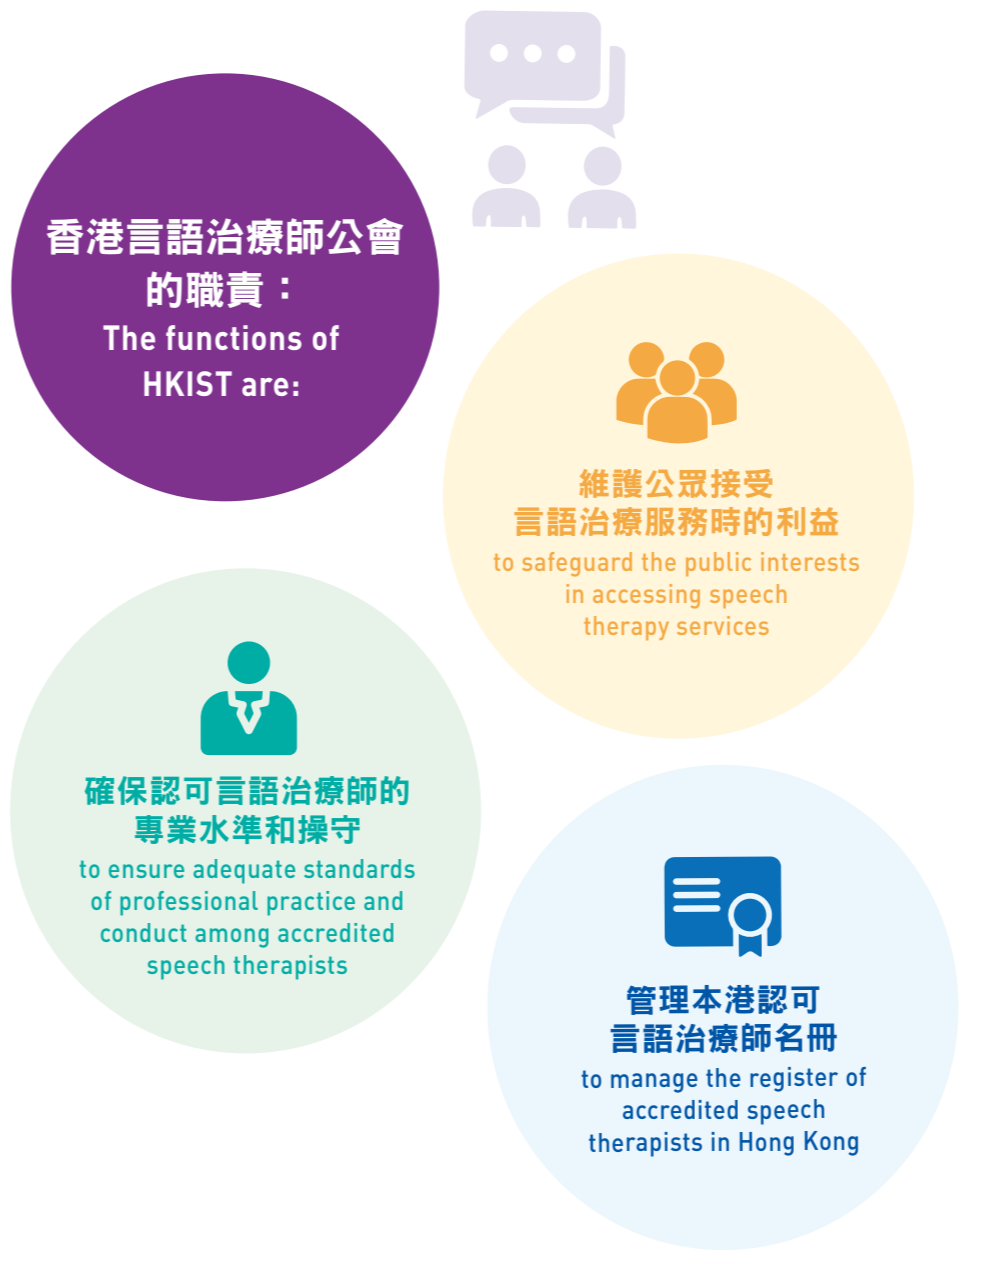 香港言語治療師公會
的職責：
The functions of
HKIST are:
維護公眾接受
言語治療服務時的利益
to safeguard the public interests
in accessing speech
therapy services
確保認可言語治療師的
專業水準和操守
to ensure adequate standards
of professional practice and
conduct among accredited
speech therapists
管理本港認可
言語治療師名冊
to manage the register of
accredited speech
therapists in Hong Kong